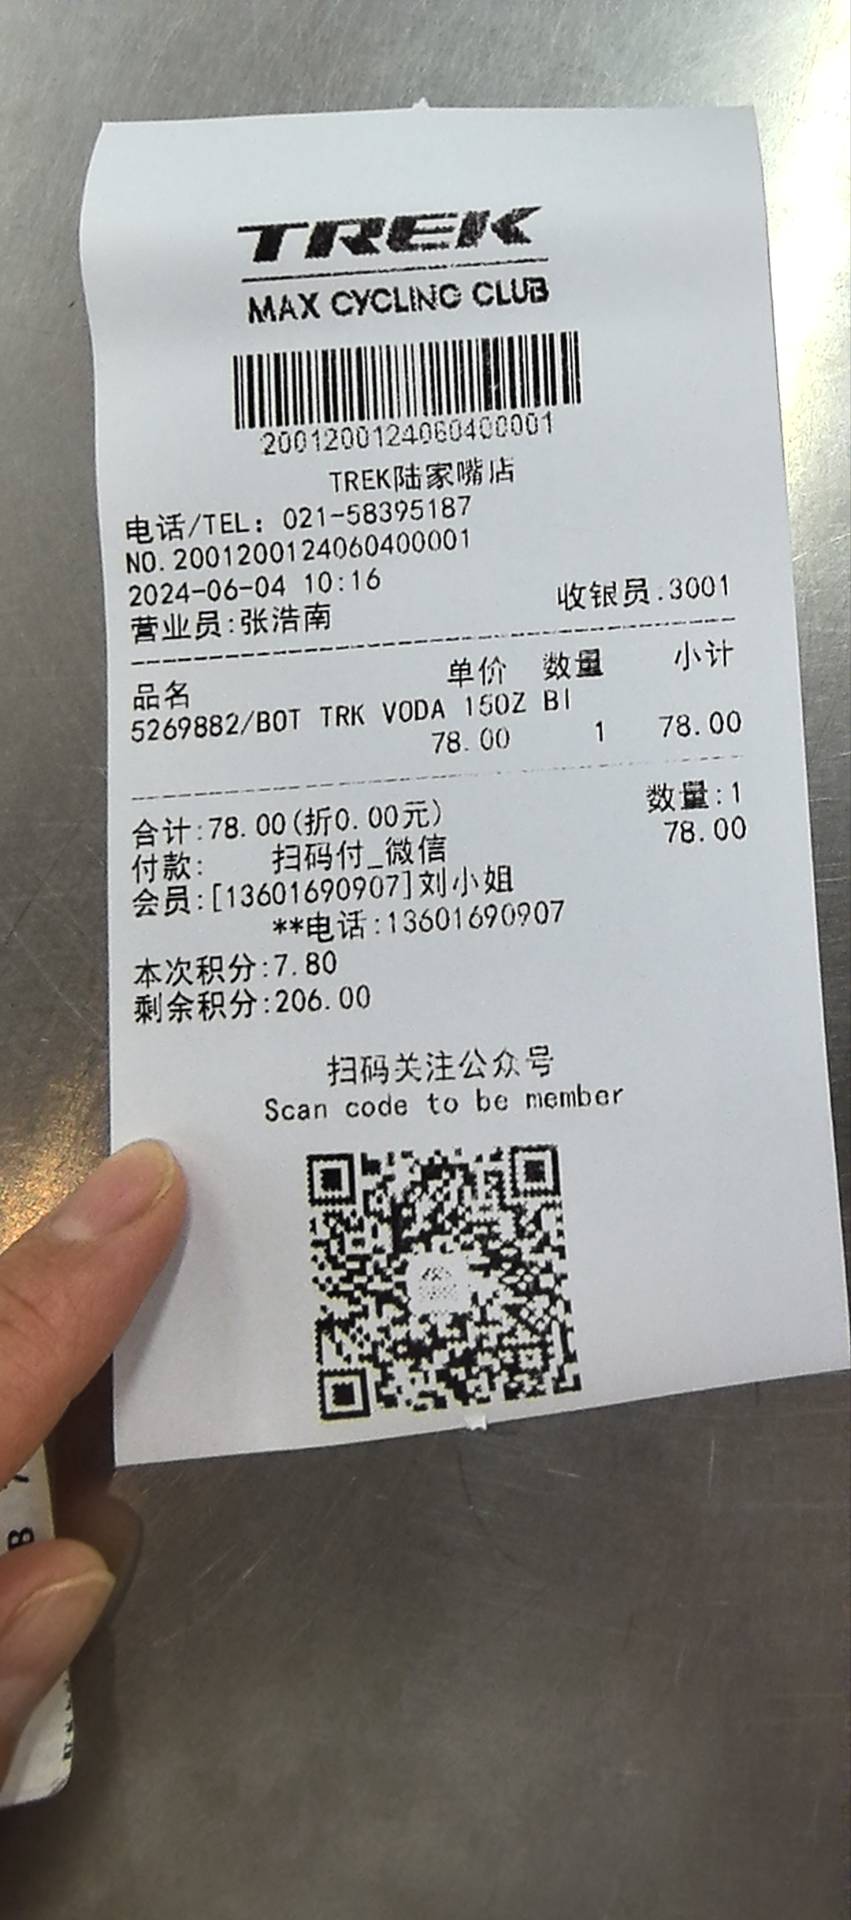 TREK
MAX CYCLING CLUB
2001200124060400001
TREK陆家嘴店
电话/TEL: 021-58395187
NO.2001200124060400001
2024-06-04 10:16
营业员:张浩南 收银员:3001
品名 单价 数量 小计
5269882/BOT TRK VODA 15OZ Bl
78.00 1 78.00
合计:78.00(折0.00元) 数量:1
付款: 扫码付_微信 78.00
会员:[13601690907]刘小姐
**电话:13601690907
本次积分:7.80
剩余积分:206.00
扫码关注公众号
Scan code to be member
B